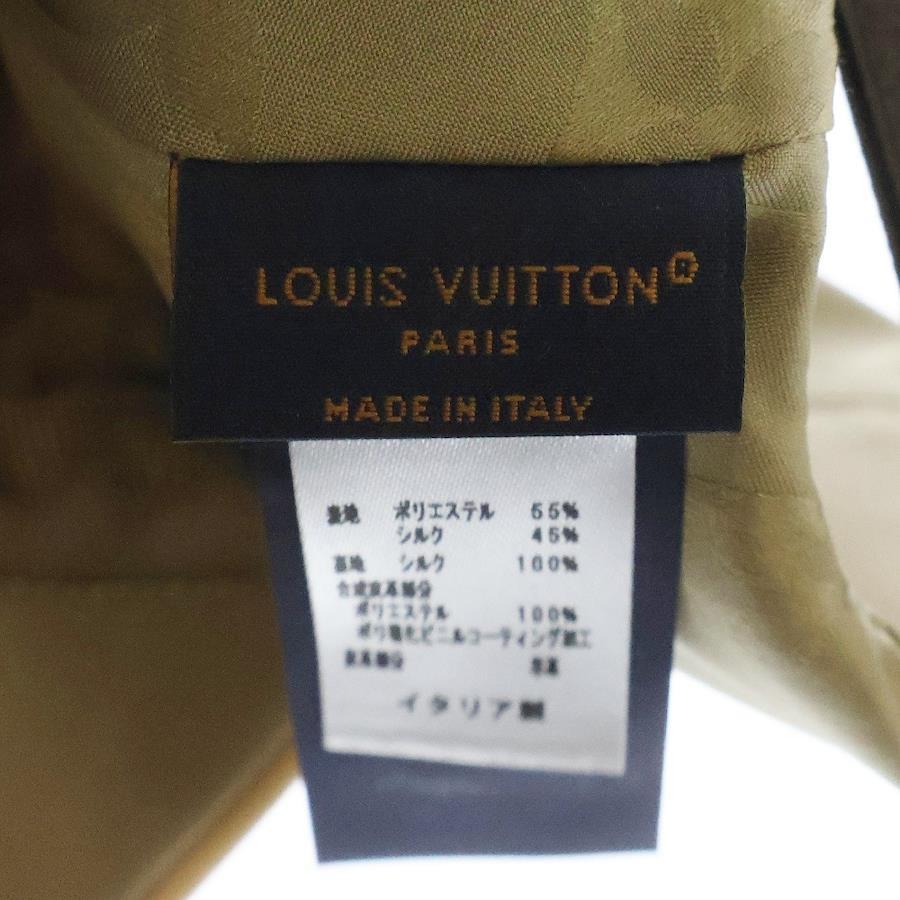 LOUIS VUITTON®
PARIS
MADE IN ITALY
表地 ポリエステル 55%
シルク 45%
裏地 シルク 100%
合成皮革部分
ポリエステル 100%
ポリ塩化ビニルコーティング加工
皮革部分 牛革
イタリア製